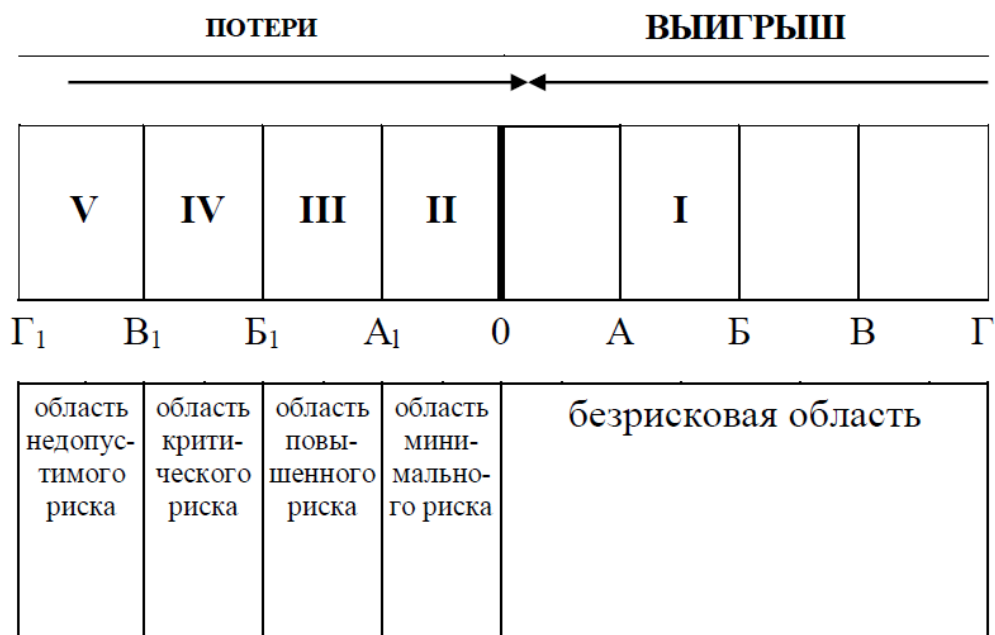 ПОТЕРИ ВЫИГРЫШ
V IV III II I
Г₁ В₁ Б₁ А₁ 0 А Б В Г
область
недопус-
тимого
риска
область
крити-
ческого
риска
область
повы-
шенного
риска
область
мини-
мально-
го риска
безрисковая область